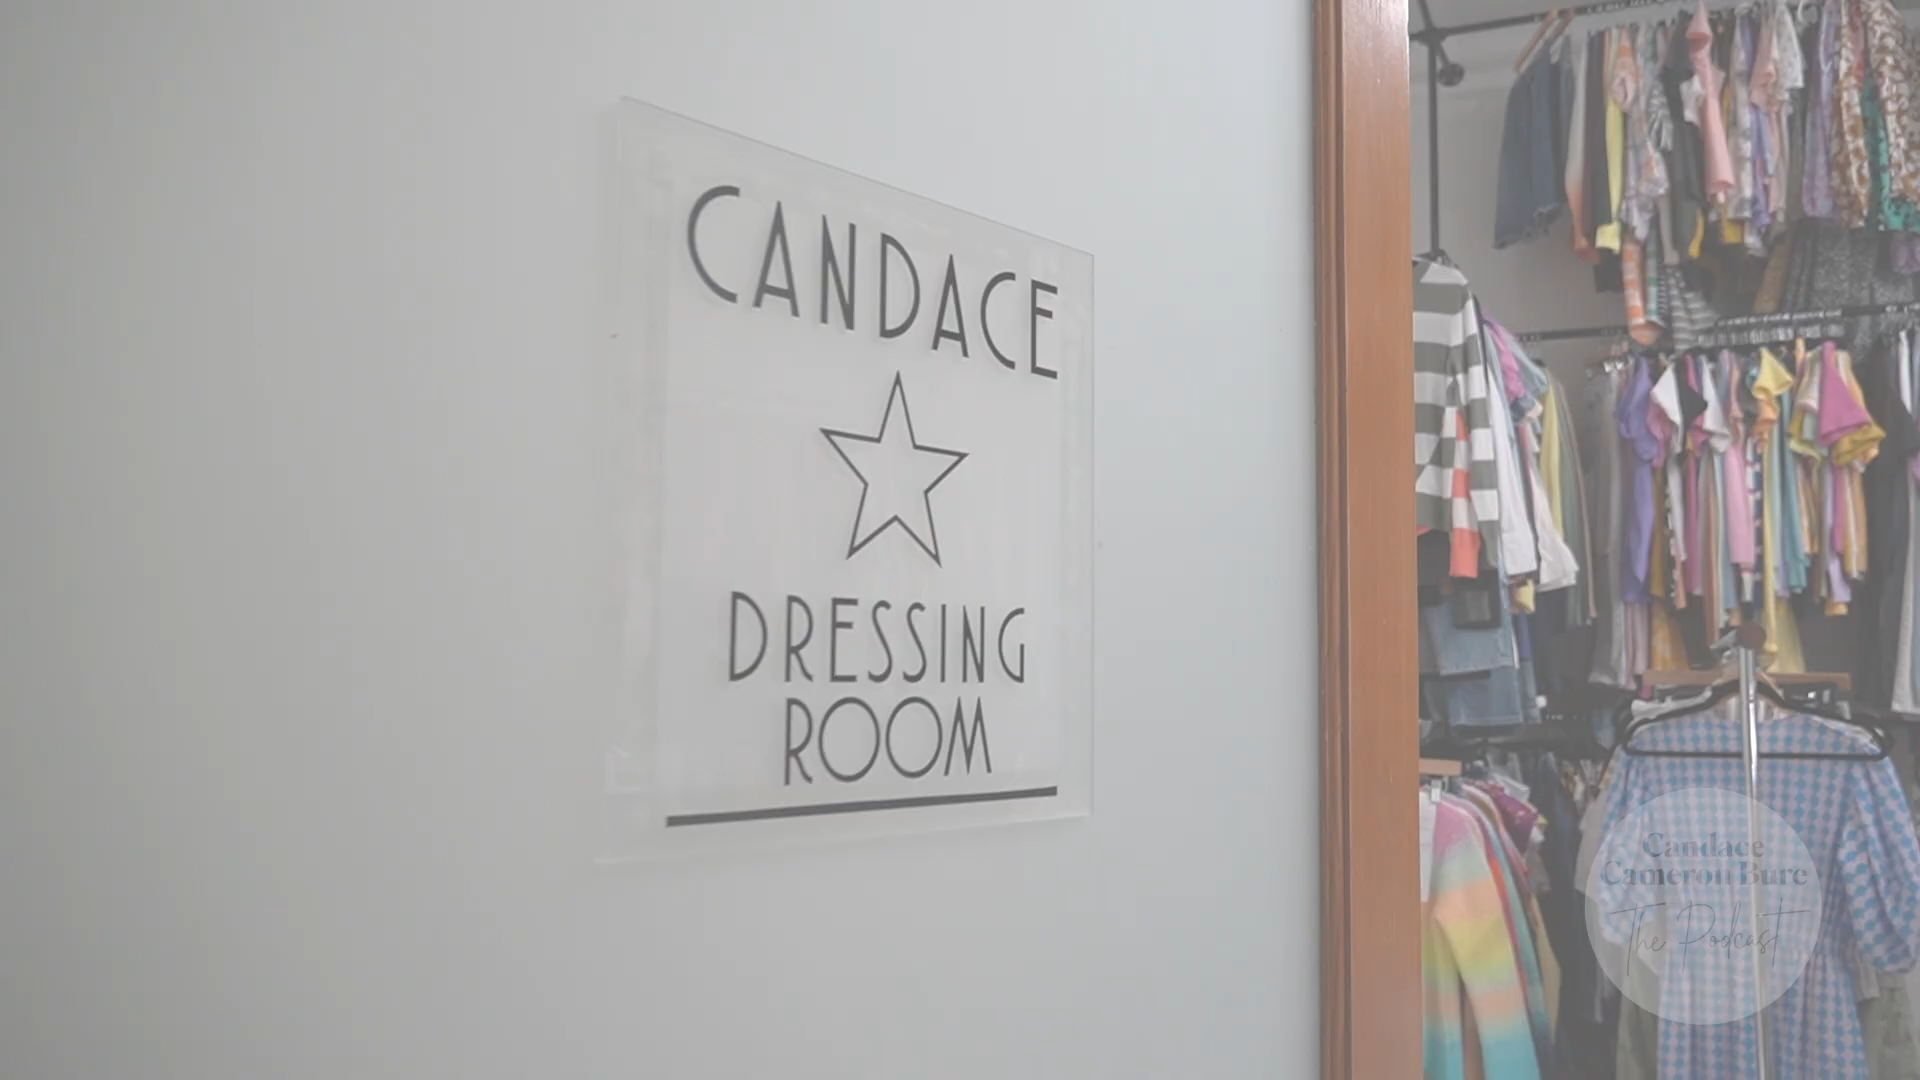 CANDACE
DRESSING
ROOM
Candace
Cameron Bure
The Podcast